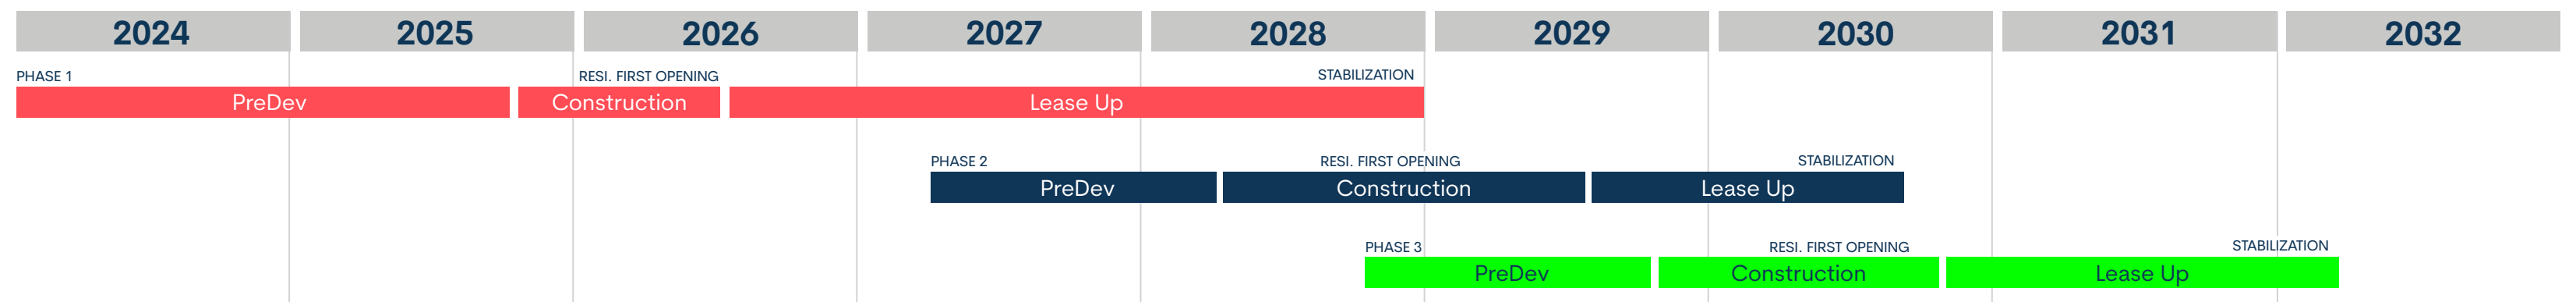 2024 2025 2026 2027 2028 2029 2030 2031 2032
PHASE 1 RESI. FIRST OPENING STABILIZATION
PreDev Construction Lease Up
PHASE 2 RESI. FIRST OPENING STABILIZATION
PreDev Construction Lease Up
PHASE 3 RESI. FIRST OPENING STABILIZATION
PreDev Construction Lease Up